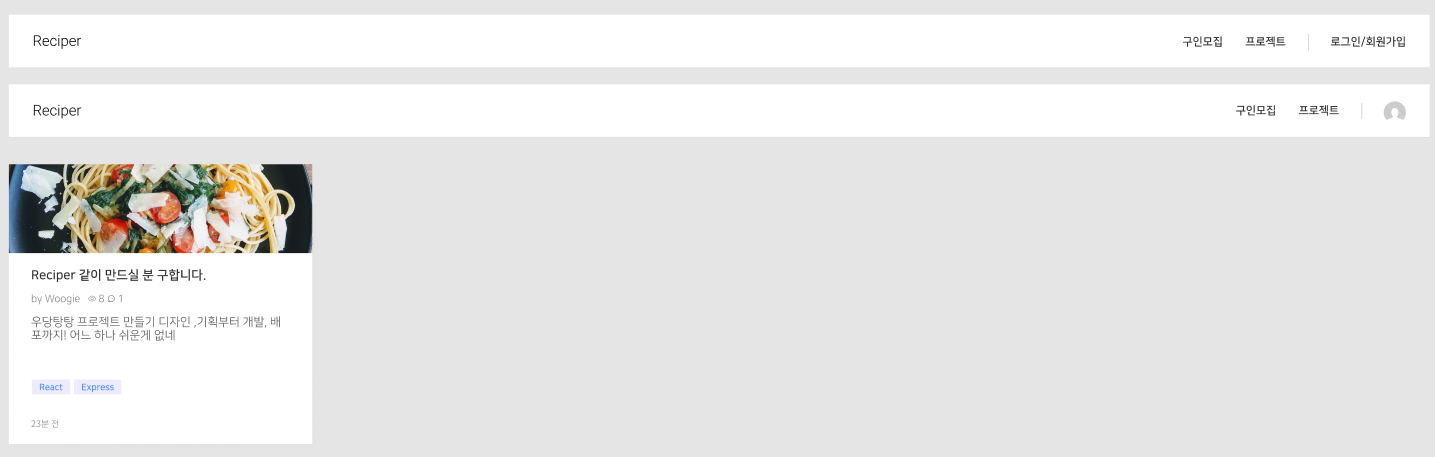 Reciper
구인모집 프로젝트 로그인/회원가입
Reciper
구인모집 프로젝트
Reciper 같이 만드실 분 구합니다.
by Woogie 8 1
우당탕탕 프로젝트 만들기 디자인 ,기획부터 개발, 배
포까지! 어느 하나 쉬운게 없네
React Express
23분 전